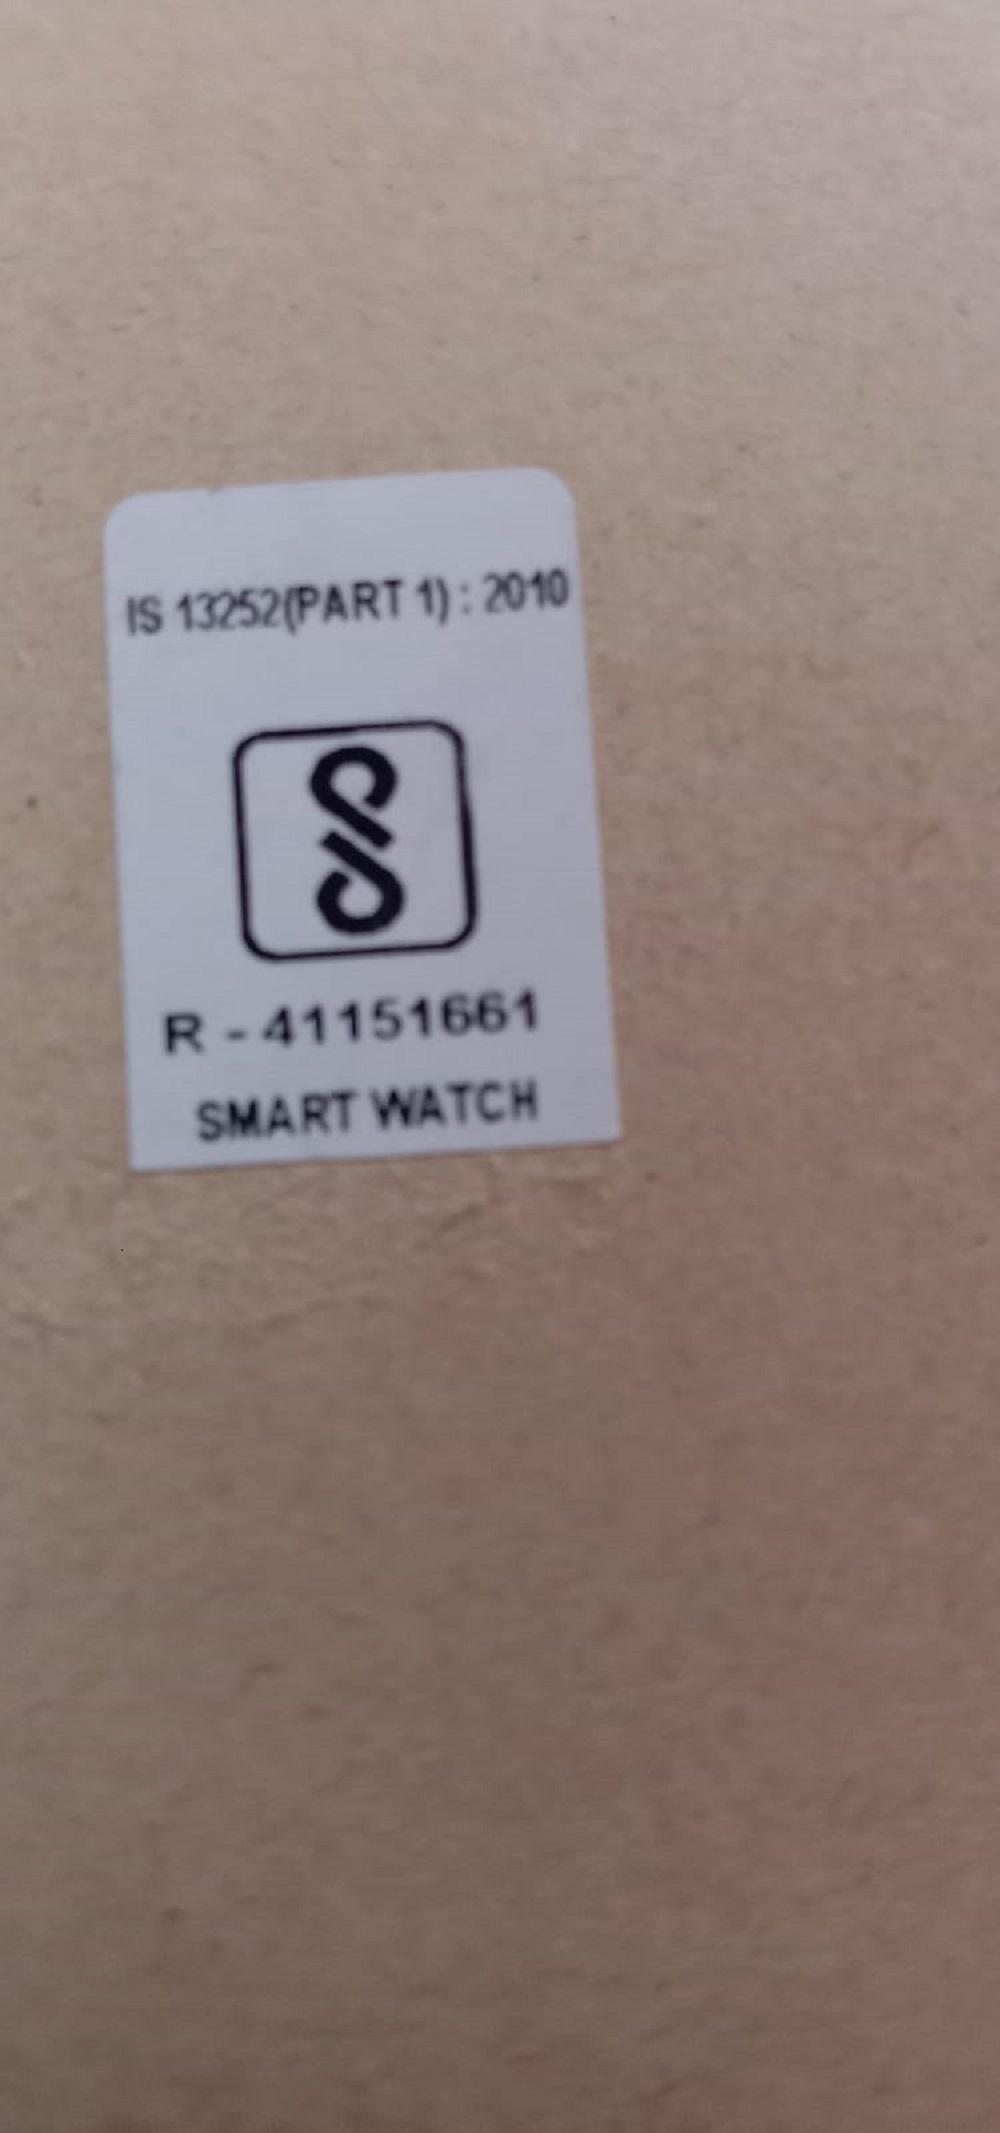 IS 13252(PART 1) : 2010
R - 41151661
SMART WATCH